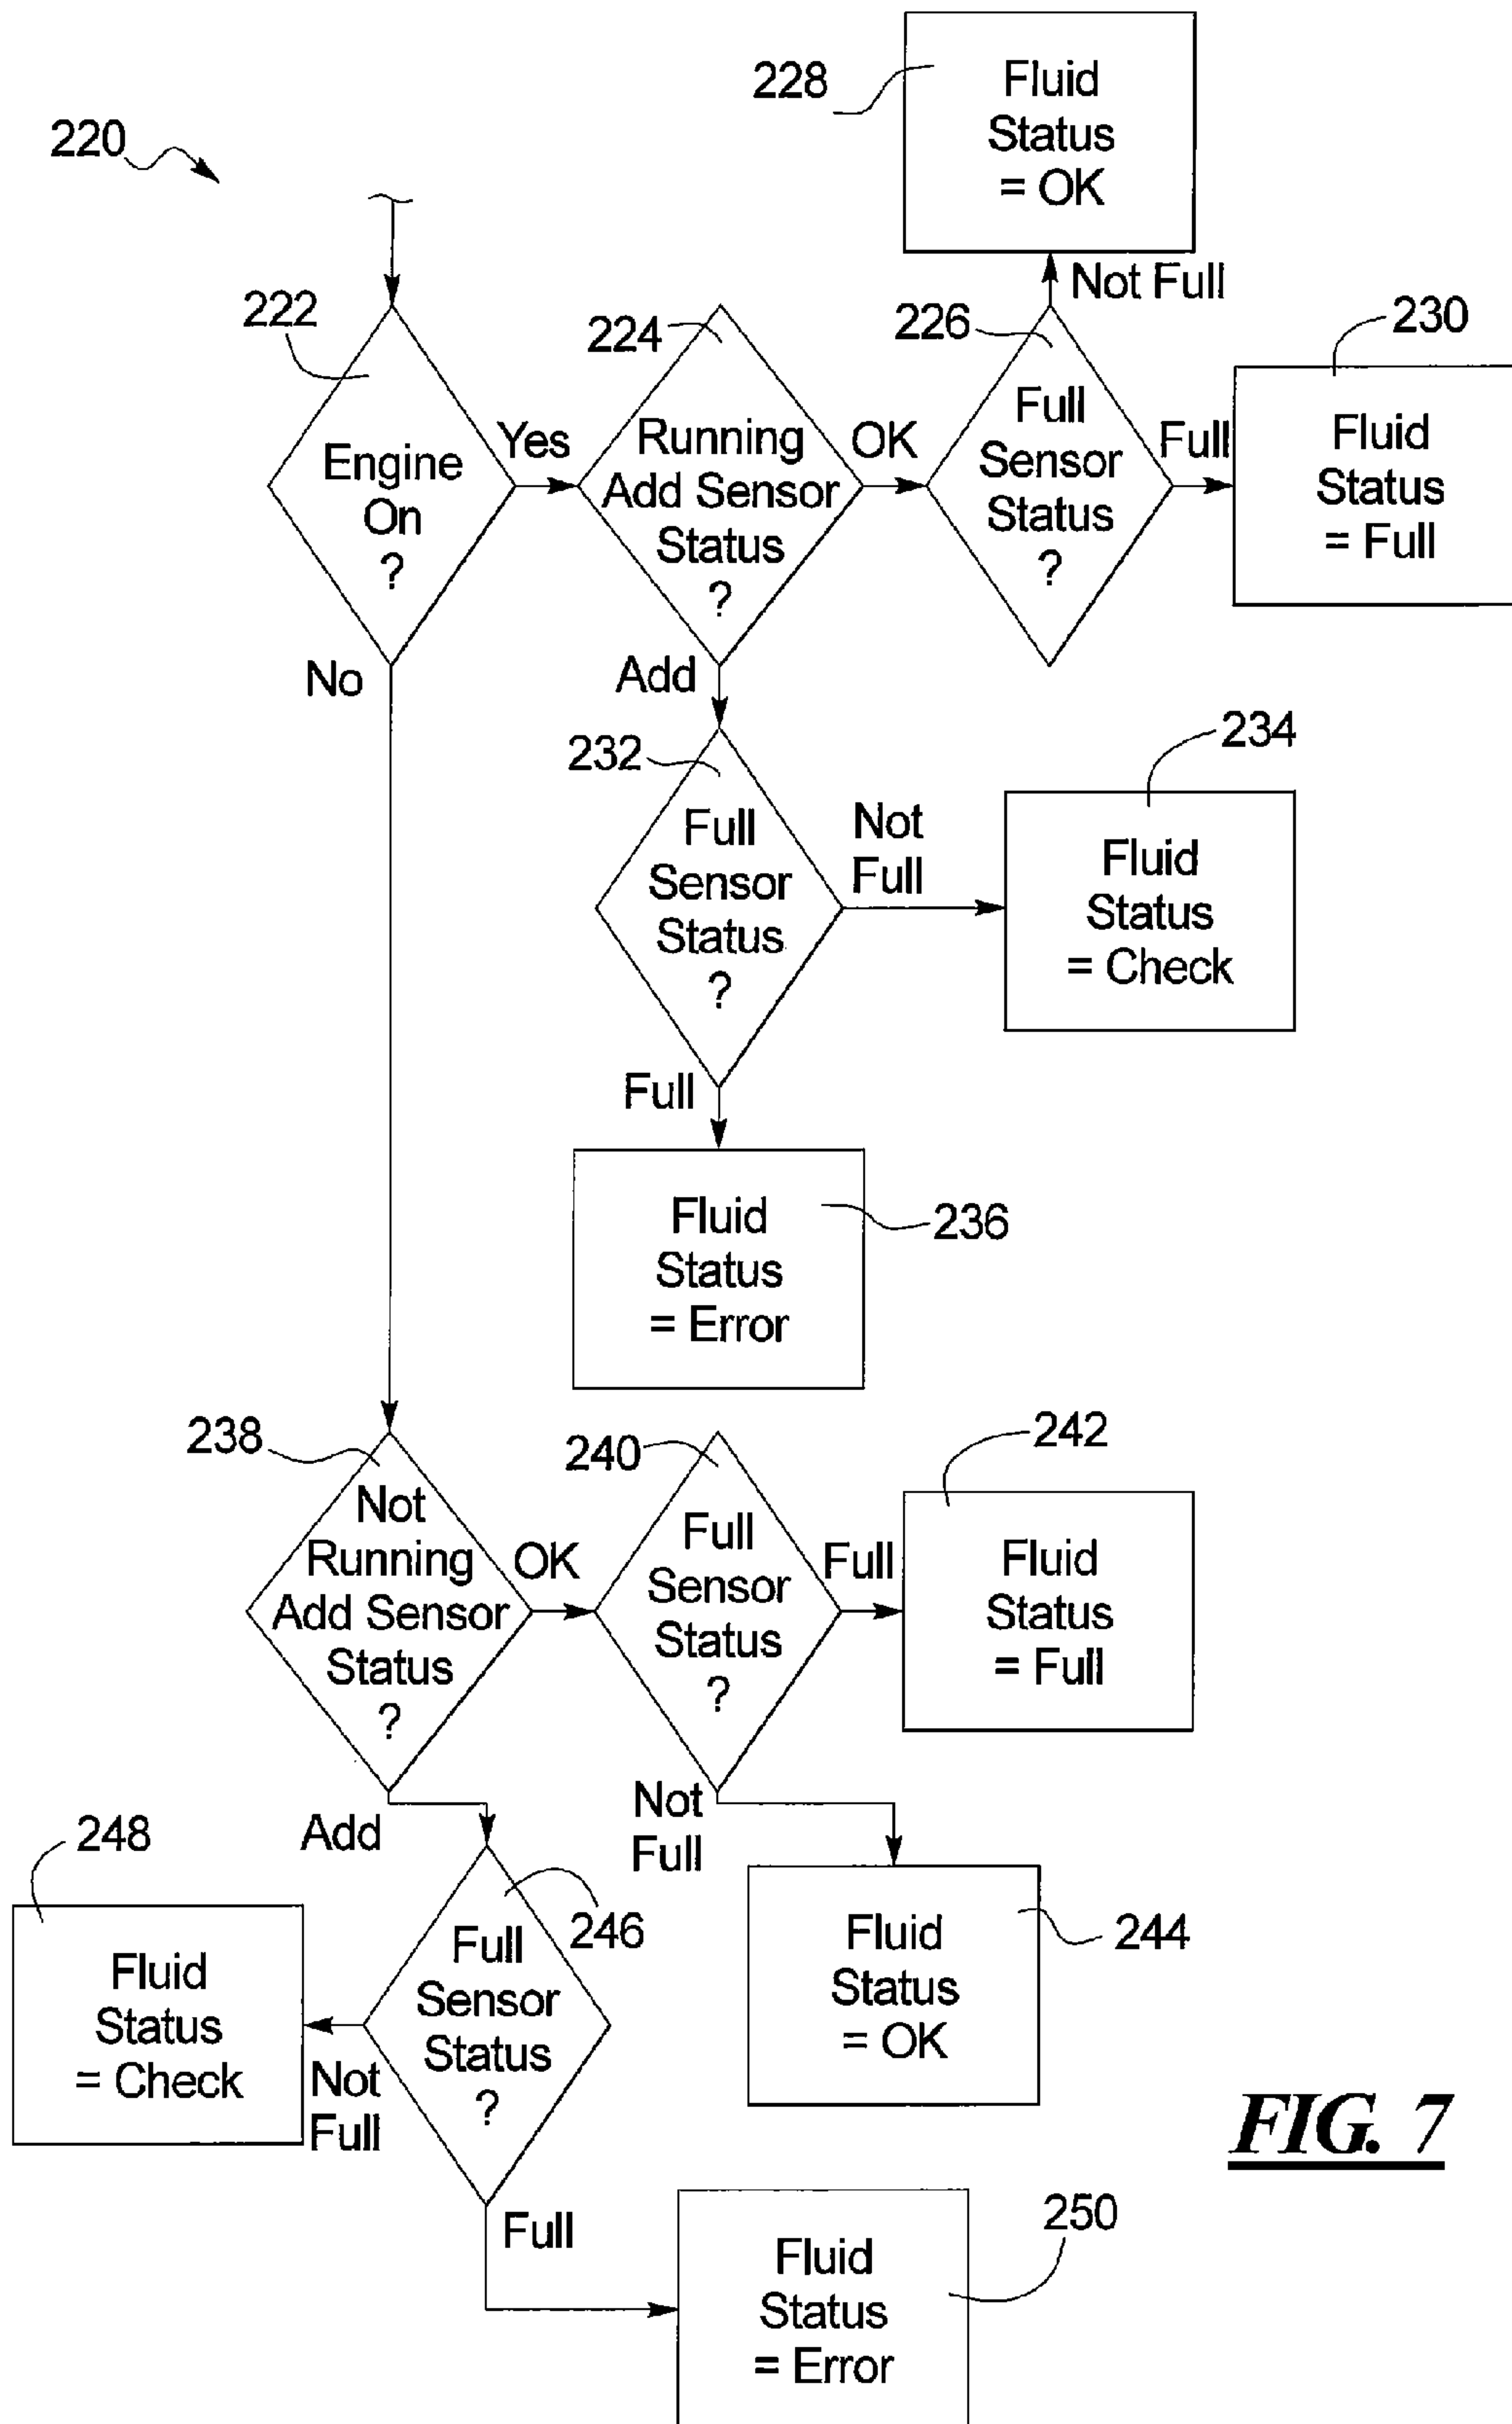 228
Fluid
Status
= OK
220
Not Full
222
224
226
230
Engine
On
?
Yes
Running
Add Sensor
Status
?
OK
Full
Sensor
Status
?
Full
Fluid
Status
= Full
No
Add
232
234
Full
Sensor
Status
?
Not
Full
Fluid
Status
= Check
Full
Fluid
Status
= Error
236
238
240
242
Not
Running
Add Sensor
Status
?
OK
Full
Sensor
Status
?
Full
Fluid
Status
= Full
Add
Not
Full
248
246
244
Fluid
Status
= Check
Not
Full
Full
Sensor
Status
?
Fluid
Status
= OK
FIG. 7
Full
250
Fluid
Status
= Error